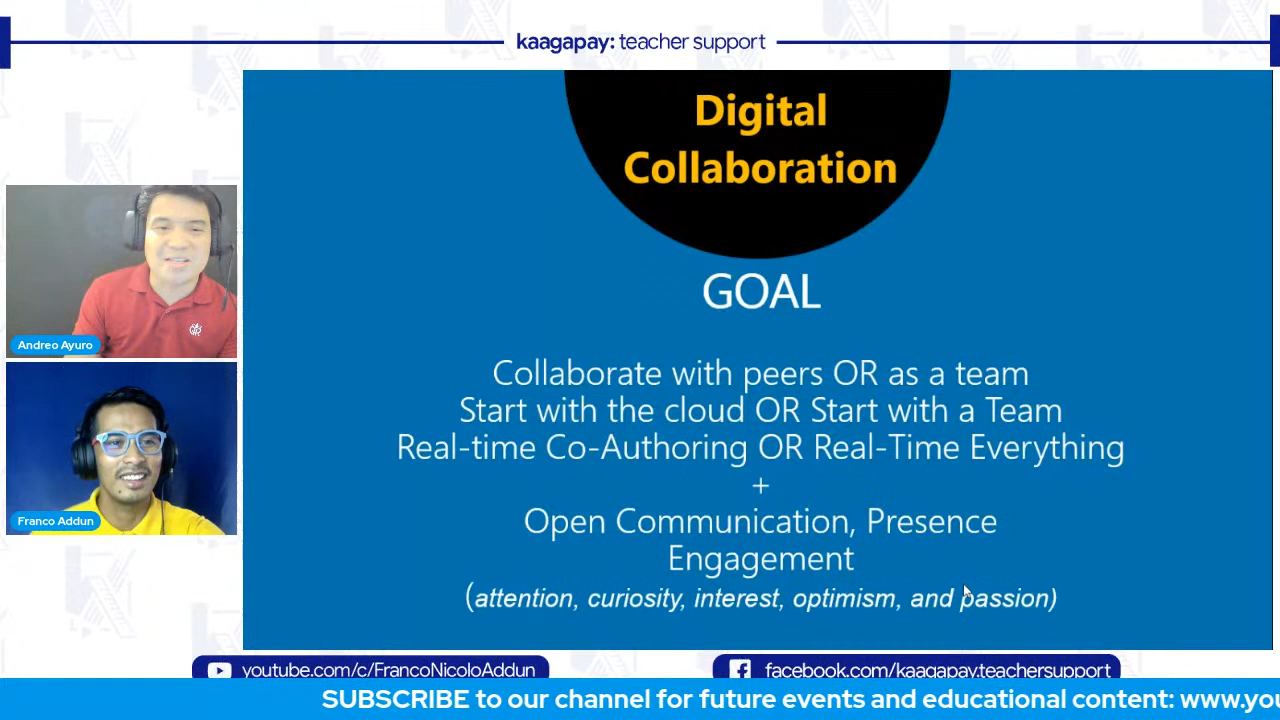 kaagapay: teacher support
Digital
Collaboration
GOAL
Collaborate with peers OR as a team
Start with the cloud OR Start with a Team
Real-time Co-Authoring OR Real-Time Everything
+
Open Communication, Presence
Engagement
(attention, curiosity, interest, optimism, and passion)
Andreo Ayuro
Franco Addun
youtube.com/c/FrancoNicoloAddun
facebook.com/kaagapay.teachersupport
SUBSCRIBE to our channel for future events and educational content: www.you